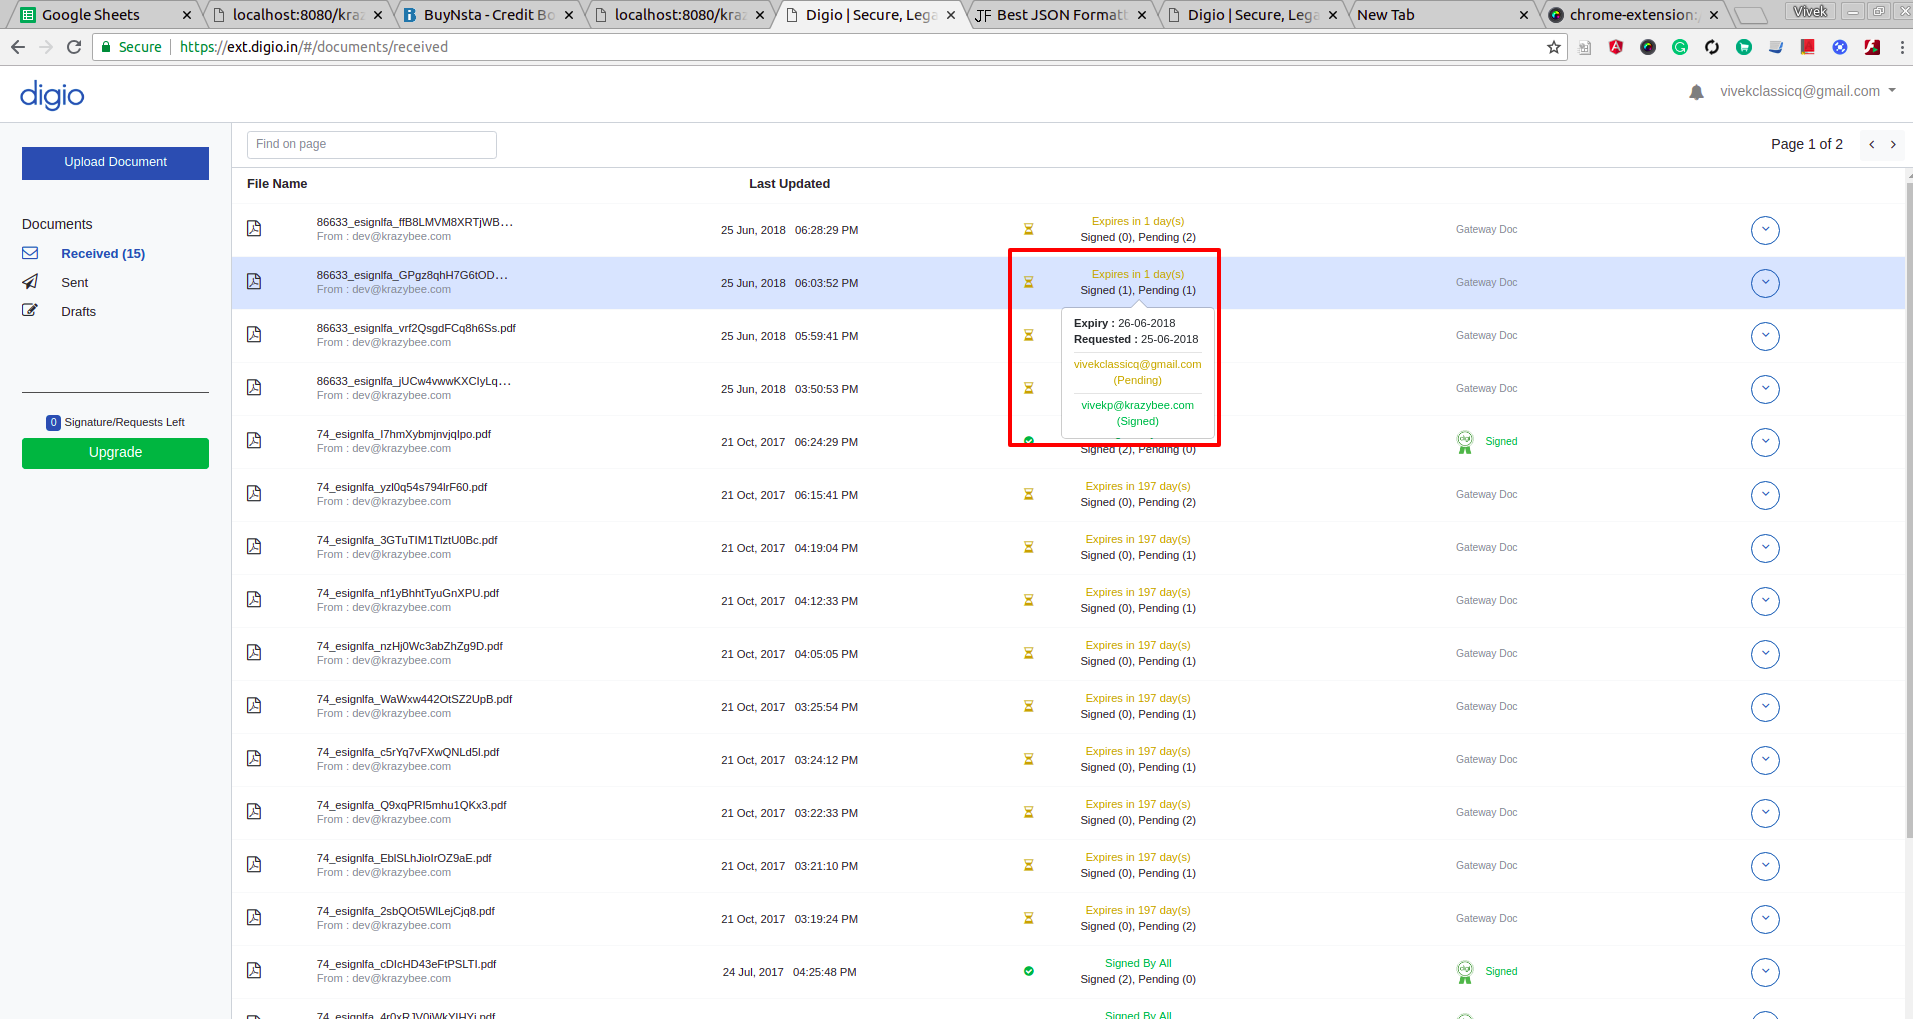 Google Sheets
localhost:8080/kra
BuyNsta - Credit Bo
localhost:8080/kra
Digio | Secure, Lega
Best JSON Formatt
Digio | Secure, Lega
New Tab
chrome-extension:
Vivek
Secure
https://ext.digio.in/#/documents/received
digio
vivekclassicq@gmail.com
Upload Document
Find on page
Page 1 of 2
Documents
Received (15)
Sent
Drafts
0 Signature/Requests Left
Upgrade
File Name Last Updated
86633_esignlfa_ffB8LMVM8XRTjWB...
From : dev@krazybee.com
25 Jun, 2018 06:28:29 PM
Expires in 1 day(s)
Signed (0), Pending (2)
Gateway Doc
86633_esignlfa_GPgz8qhH7G6tOD...
From : dev@krazybee.com
25 Jun, 2018 06:03:52 PM
Expires in 1 day(s)
Signed (1), Pending (1)
Gateway Doc
Expiry : 26-06-2018
Requested : 25-06-2018
vivekclassicq@gmail.com
(Pending)
vivekp@krazybee.com
(Signed)
86633_esignlfa_vrf2QsgdFCq8h6Ss.pdf
From : dev@krazybee.com
25 Jun, 2018 05:59:41 PM
Gateway Doc
86633_esignlfa_jUCw4vwwKXCIyLq...
From : dev@krazybee.com
25 Jun, 2018 03:50:53 PM
Gateway Doc
74_esignlfa_I7hmXybmjnvjqlpo.pdf
From : dev@krazybee.com
21 Oct, 2017 06:24:29 PM
Signed (2), Pending (0)
Signed
74_esignlfa_yzl0q54s794lrF60.pdf
From : dev@krazybee.com
21 Oct, 2017 06:15:41 PM
Expires in 197 day(s)
Signed (0), Pending (2)
Gateway Doc
74_esignlfa_3GTuTIM1TlztU0Bc.pdf
From : dev@krazybee.com
21 Oct, 2017 04:19:04 PM
Expires in 197 day(s)
Signed (0), Pending (1)
Gateway Doc
74_esignlfa_nf1yBhhtTyuGnXPU.pdf
From : dev@krazybee.com
21 Oct, 2017 04:12:33 PM
Expires in 197 day(s)
Signed (0), Pending (1)
Gateway Doc
74_esignlfa_nzHj0Wc3abZhZg9D.pdf
From : dev@krazybee.com
21 Oct, 2017 04:05:05 PM
Expires in 197 day(s)
Signed (0), Pending (1)
Gateway Doc
74_esignlfa_WaWxw442OtSZ2UpB.pdf
From : dev@krazybee.com
21 Oct, 2017 03:25:54 PM
Expires in 197 day(s)
Signed (0), Pending (1)
Gateway Doc
74_esignlfa_c5rYq7vFXwQNLd5l.pdf
From : dev@krazybee.com
21 Oct, 2017 03:24:12 PM
Expires in 197 day(s)
Signed (0), Pending (1)
Gateway Doc
74_esignlfa_Q9xqPRI5mhu1QKx3.pdf
From : dev@krazybee.com
21 Oct, 2017 03:22:33 PM
Expires in 197 day(s)
Signed (0), Pending (2)
Gateway Doc
74_esignlfa_EblSLhJioIrOZ9aE.pdf
From : dev@krazybee.com
21 Oct, 2017 03:21:10 PM
Expires in 197 day(s)
Signed (0), Pending (1)
Gateway Doc
74_esignlfa_2sbQOt5WlLejCjq8.pdf
From : dev@krazybee.com
21 Oct, 2017 03:19:24 PM
Expires in 197 day(s)
Signed (0), Pending (2)
Gateway Doc
74_esignlfa_cDIcHD43eFtPSLTI.pdf
From : dev@krazybee.com
24 Jul, 2017 04:25:48 PM
Signed By All
Signed (2), Pending (0)
Signed
Signed By All